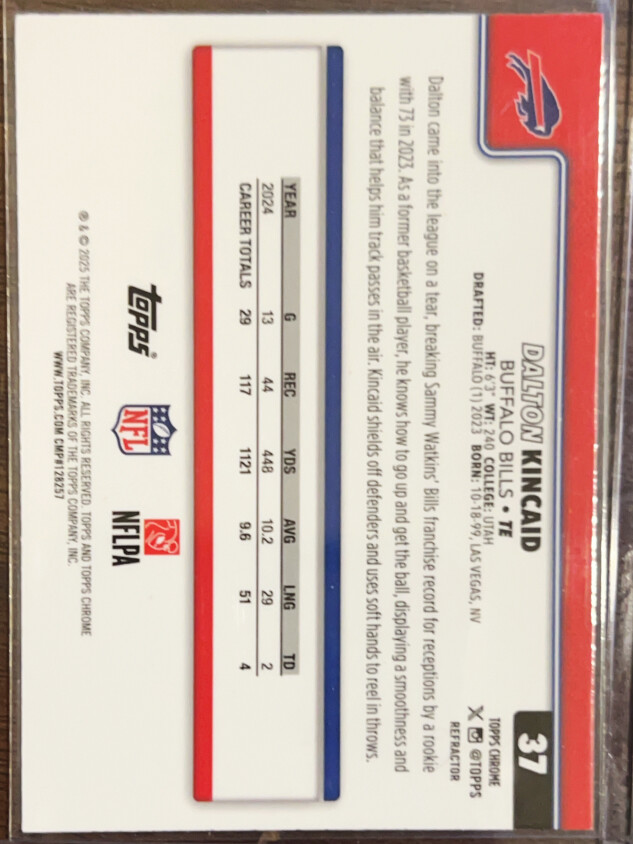 37
DALTON KINCAID
BUFFALO BILLS • TE
HT: 6'3" WT: 240 COLLEGE: UTAH
DRAFTED: BUFFALO (1) 2023 BORN: 10-18-99, LAS VEGAS, NV
TOPPS CHROME
@TOPPS
REFRACTOR
Dalton came into the league on a tear, breaking Sammy Watkins' Bills franchise record for receptions by a rookie
with 73 in 2023. As a former basketball player, he knows how to go up and get the ball, displaying a smoothness and
balance that helps him track passes in the air. Kincaid shields off defenders and uses soft hands to reel in throws.
YEAR G REC YDS AVG LNG TD
2024 13 44 448 10.2 29 2
CAREER TOTALS 29 117 1121 9.6 51 4
topps®
NFL
NFLPA
℗ & © 2025 THE TOPPS COMPANY, INC. ALL RIGHTS RESERVED. TOPPS AND TOPPS CHROME
ARE REGISTERED TRADEMARKS OF THE TOPPS COMPANY, INC.
WWW.TOPPS.COM CMP#128257